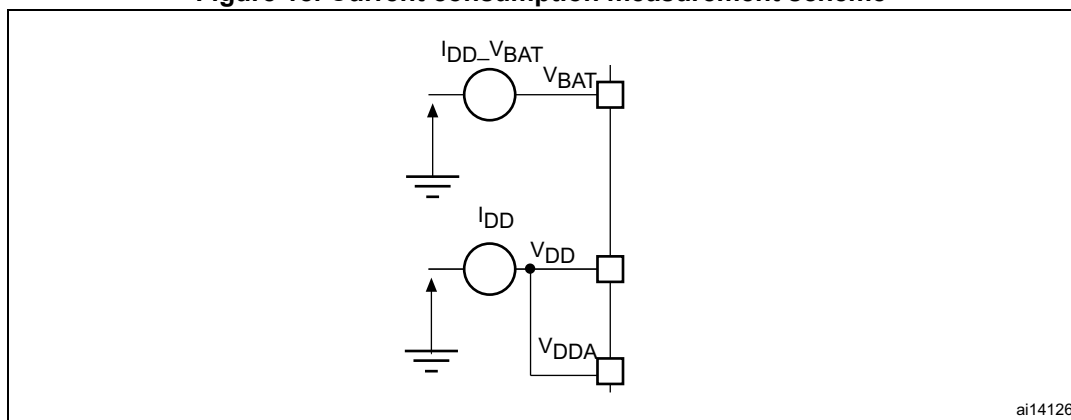 Figure 13. Current consumption measurement scheme
IDD_VBAT
VBAT
IDD
VDD
VDDA
ai14126